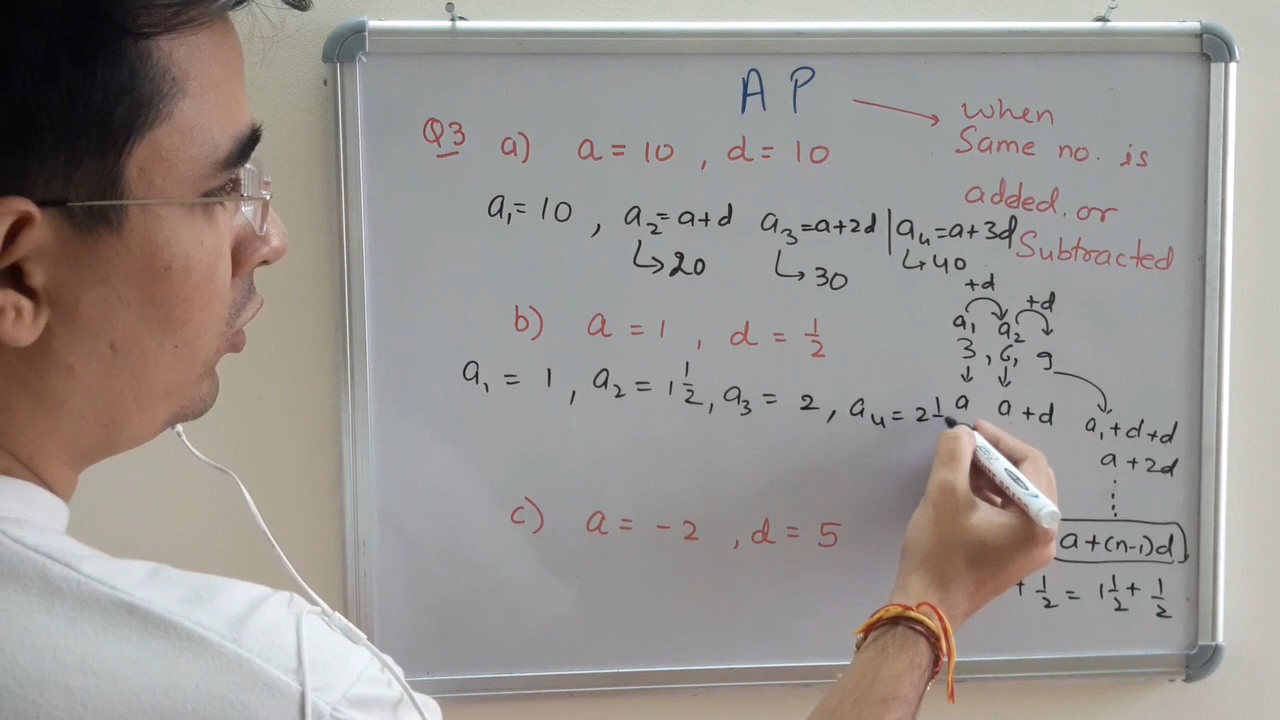 A P → when
Same no. is
added, or
Subtracted
Q3 a) a = 10 , d = 10
a₁ = 10 , a₂ = a+d a₃ = a+2d | a₄ = a+3d
↳ 20 ↳ 30 ↳ 40
b) a = 1 , d = 1/2
a₁ = 1 , a₂ = 1 1/2 , a₃ = 2 , a₄ = 2 1
c) a = -2 , d = 5
+d +d
a₁ a₂
3 , 6 , 9
↓ ↓
a a + d a₁ + d + d
a + 2d
a + (n-1)d
+ 1/2 = 1 1/2 + 1/2